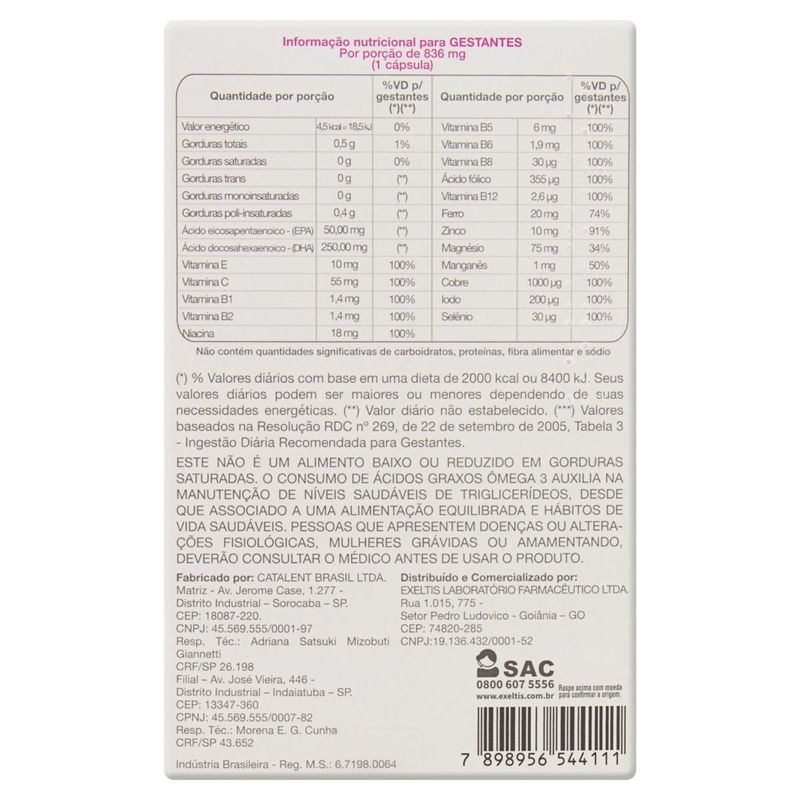 Informação nutricional para GESTANTES
Por porção de 836 mg
(1 cápsula)
Quantidade por porção %VD p/ gestantes (*)(**) Quantidade por porção %VD p/ gestantes (*)(**)
Valor energético 4,5 kcal = 18,5kJ 0% Vitamina B5 6 mg 100%
Gorduras totais 0,5 g 1% Vitamina B6 1,9 mg 100%
Gorduras saturadas 0 g 0% Vitamina B8 30 µg 100%
Gorduras trans 0 g (**) Ácido fólico 355 µg 100%
Gorduras monoinsaturadas 0 g (**) Vitamina B12 2,6 µg 100%
Gorduras poli-insaturadas 0,4 g (**) Ferro 20 mg 74%
Ácido eicosapentaenoico - (EPA) 50,00 mg (**) Zinco 10 mg 91%
Ácido docosahexaenoico - (DHA) 250,00 mg (**) Magnésio 75 mg 34%
Vitamina E 10 mg 100% Manganês 1 mg 50%
Vitamina C 55 mg 100% Cobre 1000 µg 100%
Vitamina B1 1,4 mg 100% Iodo 200 µg 100%
Vitamina B2 1,4 mg 100% Selênio 30 µg 100%
Niacina 18 mg 100%
Não contém quantidades significativas de carboidratos, proteínas, fibra alimentar e sódio
(*) % Valores diários com base em uma dieta de 2000 kcal ou 8400 kJ. Seus
valores diários podem ser maiores ou menores dependendo de suas
necessidades energéticas. (**) Valor diário não estabelecido. (***) Valores
baseados na Resolução RDC nº 269, de 22 de setembro de 2005, Tabela 3
- Ingestão Diária Recomendada para Gestantes.
ESTE NÃO É UM ALIMENTO BAIXO OU REDUZIDO EM GORDURAS
SATURADAS. O CONSUMO DE ÁCIDOS GRAXOS ÔMEGA 3 AUXILIA NA
MANUTENÇÃO DE NÍVEIS SAUDÁVEIS DE TRIGLICERÍDEOS, DESDE
QUE ASSOCIADO A UMA ALIMENTAÇÃO EQUILIBRADA E HÁBITOS DE
VIDA SAUDÁVEIS. PESSOAS QUE APRESENTEM DOENÇAS OU ALTERA-
ÇÕES FISIOLÓGICAS, MULHERES GRÁVIDAS OU AMAMENTANDO,
DEVERÃO CONSULTAR O MÉDICO ANTES DE USAR O PRODUTO.
Fabricado por: CATALENT BRASIL LTDA.
Matriz - Av. Jerome Case, 1.277 -
Distrito Industrial – Sorocaba – SP.
CEP: 18087-220.
CNPJ: 45.569.555/0001-97
Resp. Téc.: Adriana Satsuki Mizobuti
Giannetti
CRF/SP 26.198
Filial – Av. José Vieira, 446 -
Distrito Industrial – Indaiatuba – SP.
CEP: 13347-360
CPNJ: 45.569.555/0007-82
Resp. Téc.: Morena E. G. Cunha
CRF/SP 43.652
Indústria Brasileira - Reg. M.S.: 6.7198.0064
Distribuído e Comercializado por:
EXELTIS LABORATÓRIO FARMACÊUTICO LTDA.
Rua 1.015, 775 -
Setor Pedro Ludovico - Goiânia – GO
CEP: 74820-285
CNPJ:19.136.432/0001-52
SAC
0800 607 5556
www.exeltis.com.br
Raspe acima com moeda
para confirmar a origem.
7 898956 544111